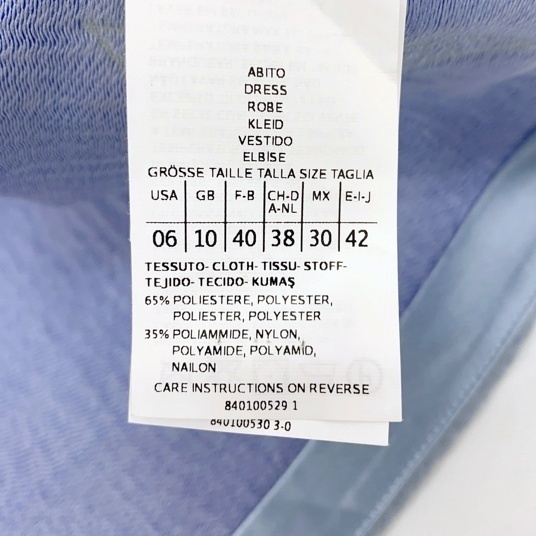 ABITO
DRESS
ROBE
KLEID
VESTIDO
ELBİSE
GRÖSSE TAILLE TALLA SIZE TAGLIA
USA GB F-B CH-D A-NL MX E-I-J
06 10 40 38 30 42
TESSUTO- CLOTH- TISSU- STOFF-
TEJIDO- TECIDO- KUMAŞ
65% POLIESTERE, POLYESTER,
POLIESTER, POLYESTER
35% POLIAMMIDE, NYLON,
POLYAMIDE, POLYAMID,
NAILON
CARE INSTRUCTIONS ON REVERSE
840100529 1
840100530 3-0